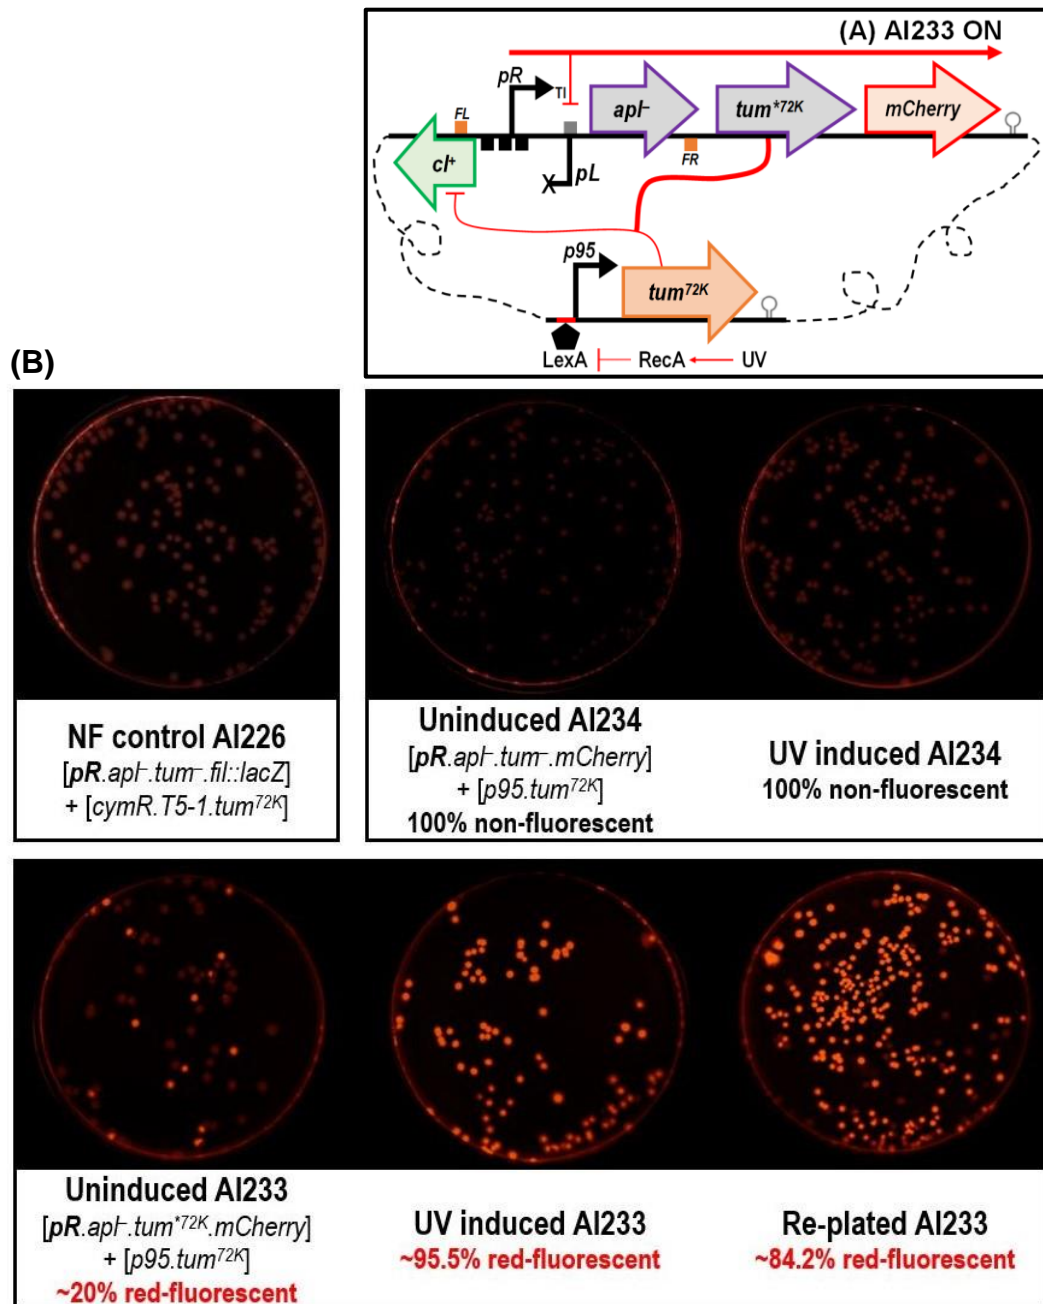 (A) AI233 ON
pR
TI
FL
apl⁻
tum*72K
mCherry
cI⁺
pL
FR
p95
tum72K
LexA
RecA
UV
(B)
NF control AI226
[pR.apl⁻.tum⁻.fil::lacZ]
+ [cymR.T5-1.tum72K]
Uninduced AI234
[pR.apl⁻.tum⁻.mCherry]
+ [p95.tum72K]
100% non-fluorescent
UV induced AI234
100% non-fluorescent
Uninduced AI233
[pR.apl⁻.tum*72K.mCherry]
+ [p95.tum72K]
~20% red-fluorescent
UV induced AI233
~95.5% red-fluorescent
Re-plated AI233
~84.2% red-fluorescent